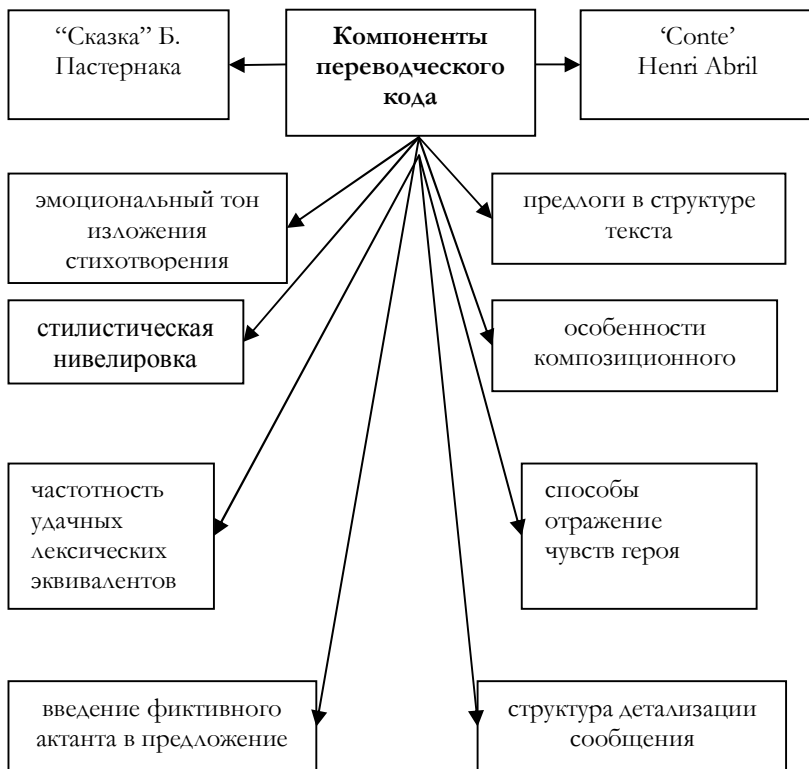 “Сказка” Б.
Пастернака
Компоненты
переводческого
кода
‘Conte’
Henri Abril
эмоциональный тон
изложения
стихотворения
предлоги в структуре
текста
стилистическая
нивелировка
особенности
композиционного
частотность
удачных
лексических
эквивалентов
способы
отражение
чувств героя
введение фиктивного
актанта в предложение
структура детализации
сообщения